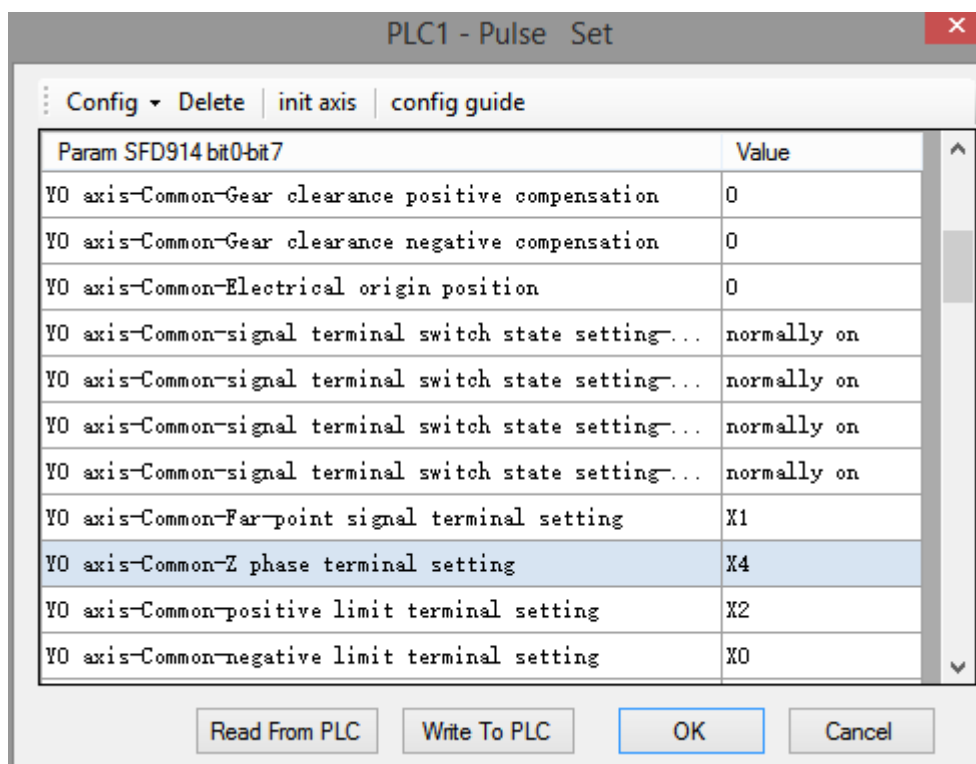 PLC1 - Pulse Set
Config Delete init axis config guide
Param SFD914 bit0-bit7 Value
Y0 axis-Common-Gear clearance positive compensation 0
Y0 axis-Common-Gear clearance negative compensation 0
Y0 axis-Common-Electrical origin position 0
Y0 axis-Common-signal terminal switch state setting-... normally on
Y0 axis-Common-signal terminal switch state setting-... normally on
Y0 axis-Common-signal terminal switch state setting-... normally on
Y0 axis-Common-signal terminal switch state setting-... normally on
Y0 axis-Common-Far-point signal terminal setting X1
Y0 axis-Common-Z phase terminal setting X4
Y0 axis-Common-positive limit terminal setting X2
Y0 axis-Common-negative limit terminal setting X0
Read From PLC Write To PLC OK Cancel